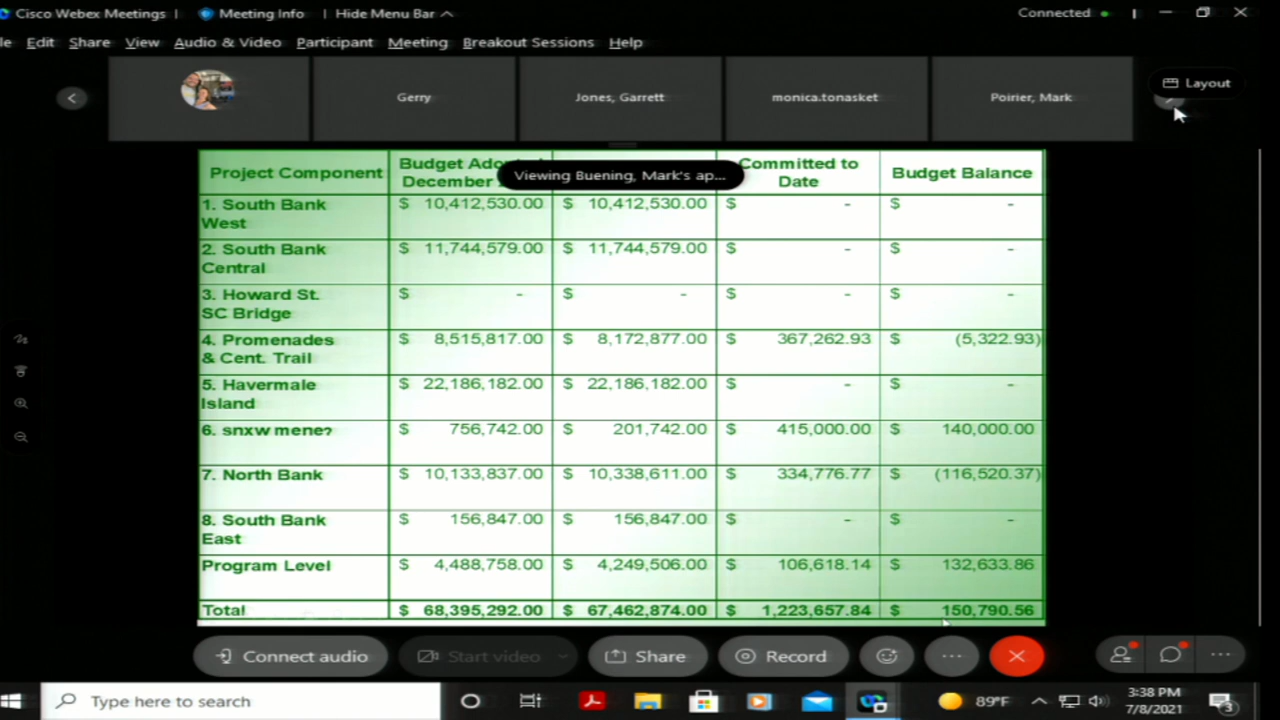 Cisco Webex Meetings | Meeting Info | Hide Menu Bar
Connected
le Edit Share View Audio & Video Participant Meeting Breakout Sessions Help
Gerry Jones, Garrett monica.tonasket Poirier, Mark
Layout
Viewing Buening, Mark's ap...
Project Component Budget December Committed to Date Budget Balance
1. South Bank West $ 10,412,530.00 $ 10,412,530.00 $ - $ -
2. South Bank Central $ 11,744,579.00 $ 11,744,579.00 $ - $ -
3. Howard St. SC Bridge $ - $ - $ - $ -
4. Promenades & Cent. Trail $ 8,515,817.00 $ 8,172,877.00 $ 367,262.93 $ (5,322.93)
5. Havermale Island $ 22,186,182.00 $ 22,186,182.00 $ - $ -
6. snxw meneɂ $ 756,742.00 $ 201,742.00 $ 415,000.00 $ 140,000.00
7. North Bank $ 10,133,837.00 $ 10,338,611.00 $ 334,776.77 $ (116,520.37)
8. South Bank East $ 156,847.00 $ 156,847.00 $ - $ -
Program Level $ 4,488,758.00 $ 4,249,506.00 $ 106,618.14 $ 132,633.86
Total $ 68,395,292.00 $ 67,462,874.00 $ 1,223,657.84 $ 150,790.56
Connect audio Start video Share Record
Type here to search
89°F
3:38 PM
7/8/2021
3